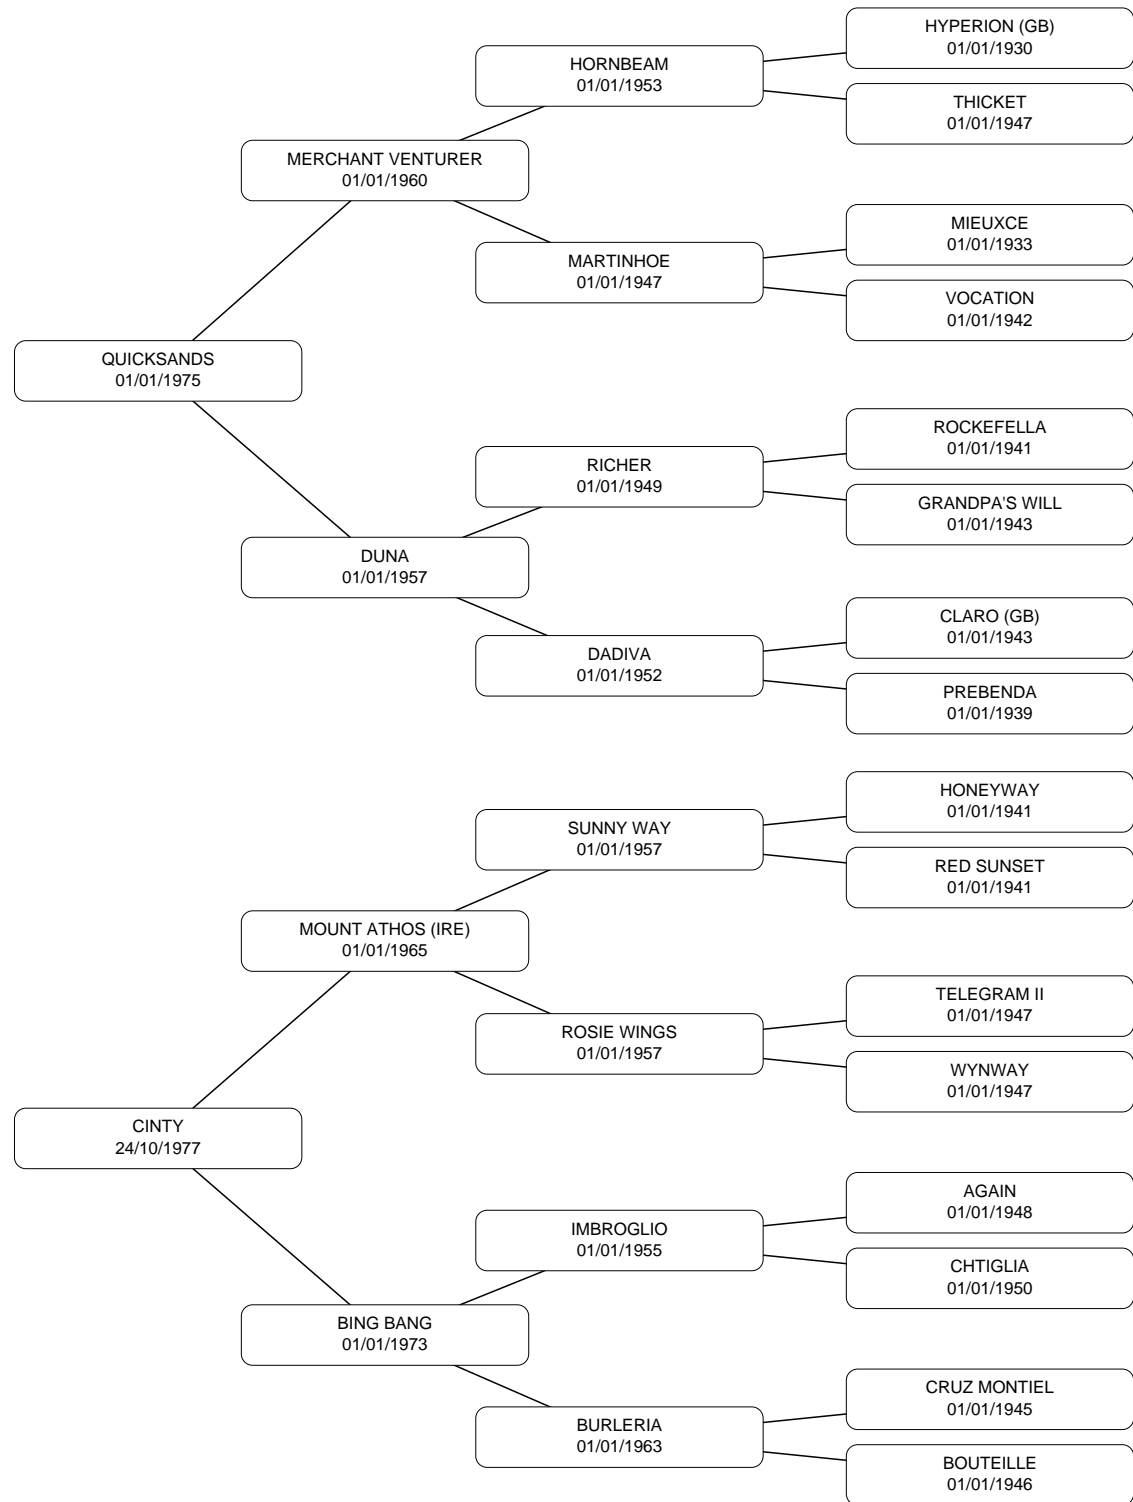 HYPERION (GB)
01/01/1930
HORNBEAM
01/01/1953
THICKET
01/01/1947
MERCHANT VENTURER
01/01/1960
MIEUXCE
01/01/1933
MARTINHOE
01/01/1947
VOCATION
01/01/1942
QUICKSANDS
01/01/1975
ROCKEFELLA
01/01/1941
RICHER
01/01/1949
GRANDPA'S WILL
01/01/1943
DUNA
01/01/1957
CLARO (GB)
01/01/1943
DADIVA
01/01/1952
PREBENDA
01/01/1939
HONEYWAY
01/01/1941
SUNNY WAY
01/01/1957
RED SUNSET
01/01/1941
MOUNT ATHOS (IRE)
01/01/1965
TELEGRAM II
01/01/1947
ROSIE WINGS
01/01/1957
WYNWAY
01/01/1947
CINTY
24/10/1977
AGAIN
01/01/1948
IMBROGLIO
01/01/1955
CHTIGLIA
01/01/1950
BING BANG
01/01/1973
CRUZ MONTIEL
01/01/1945
BURLERIA
01/01/1963
BOUTEILLE
01/01/1946